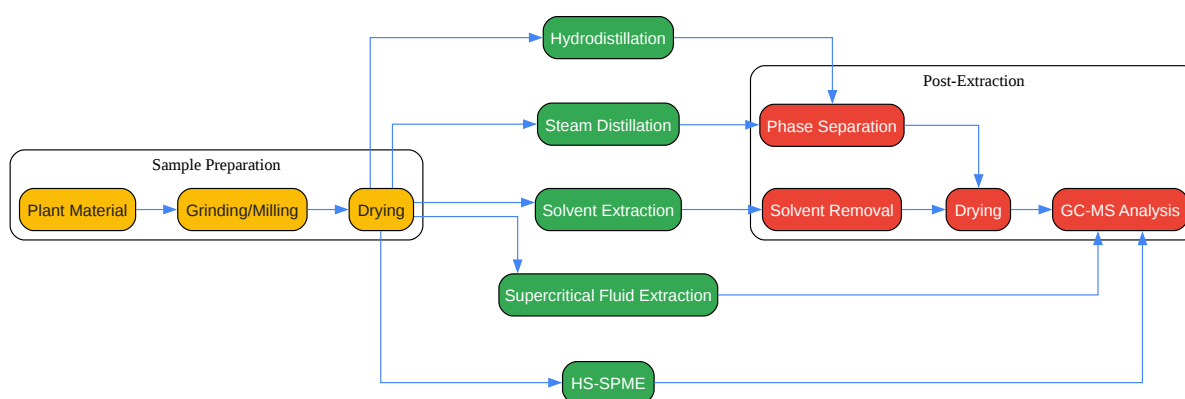 Hydrodistillation
Post-Extraction
Steam Distillation
Phase Separation
Sample Preparation
Plant Material
Grinding/Milling
Drying
Solvent Extraction
Solvent Removal
Drying
GC-MS Analysis
Supercritical Fluid Extraction
HS-SPME